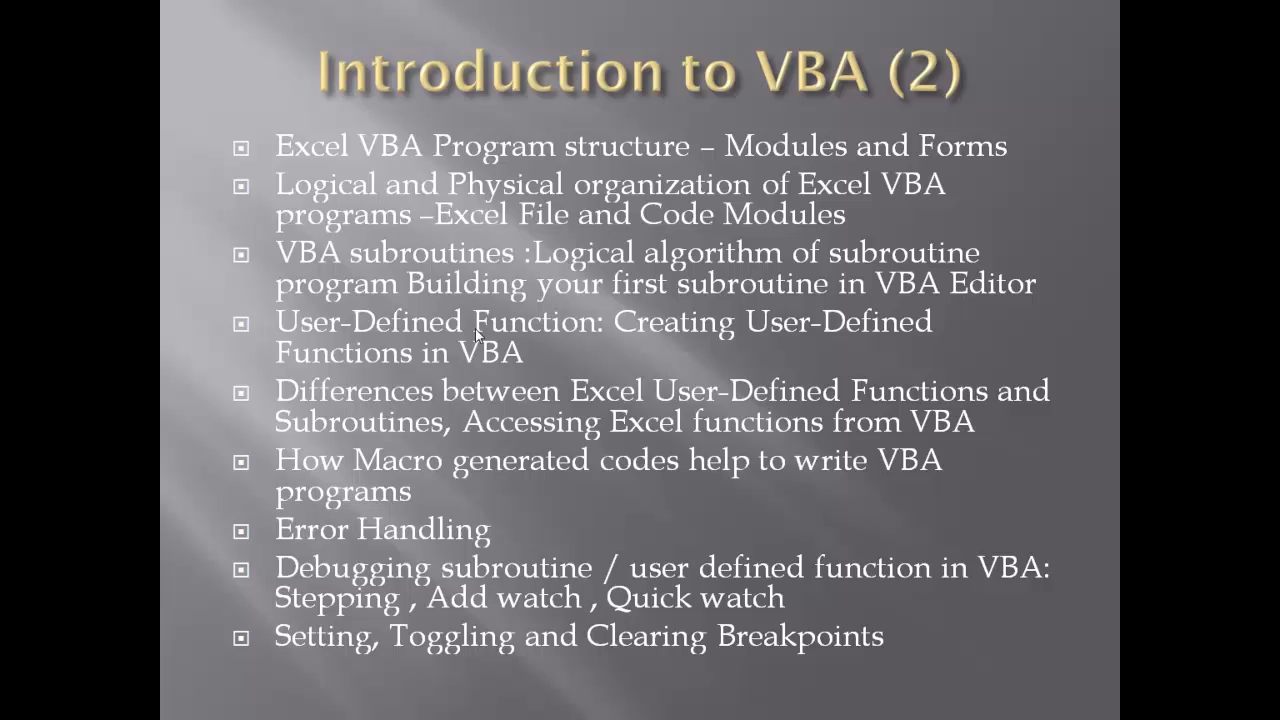 Introduction to VBA (2)
Excel VBA Program structure – Modules and Forms
Logical and Physical organization of Excel VBA
programs –Excel File and Code Modules
VBA subroutines :Logical algorithm of subroutine
program Building your first subroutine in VBA Editor
User-Defined Function: Creating User-Defined
Functions in VBA
Differences between Excel User-Defined Functions and
Subroutines, Accessing Excel functions from VBA
How Macro generated codes help to write VBA
programs
Error Handling
Debugging subroutine / user defined function in VBA:
Stepping , Add watch , Quick watch
Setting, Toggling and Clearing Breakpoints